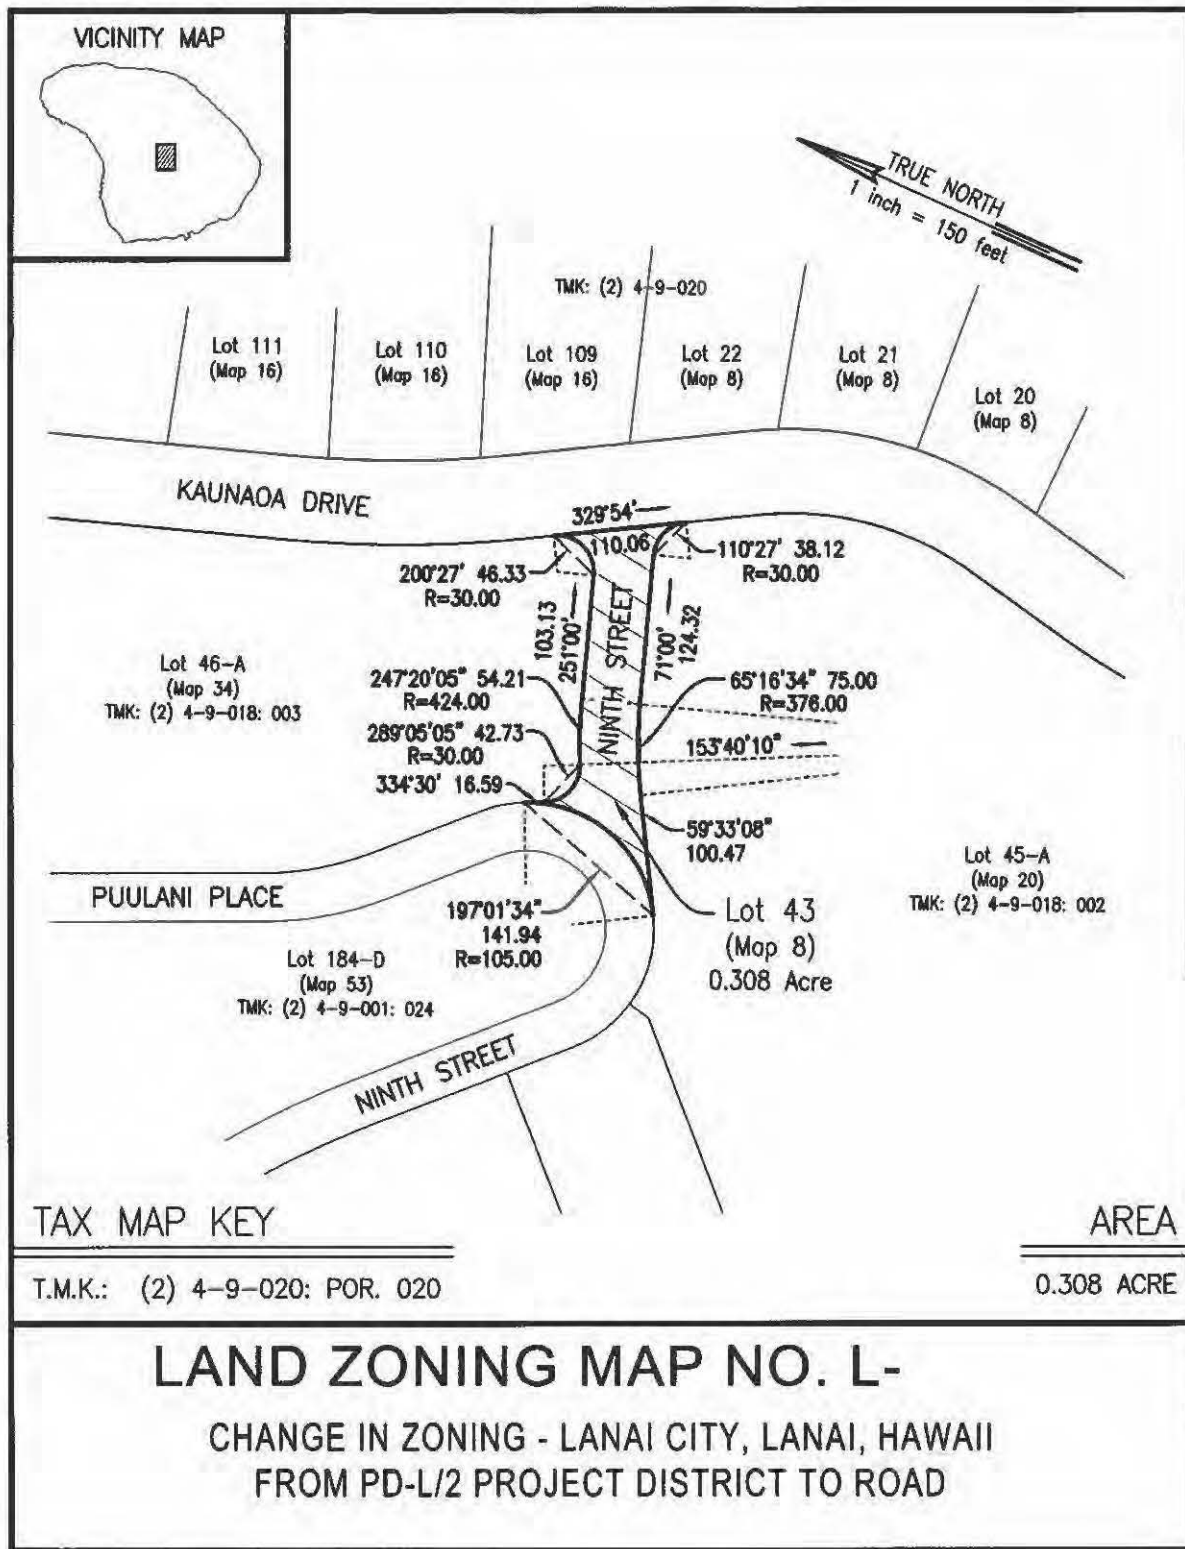 VICINITY MAP
TRUE NORTH
1 inch = 150 feet
TMK: (2) 4-9-020
Lot 111
(Map 16)
Lot 110
(Map 16)
Lot 109
(Map 16)
Lot 22
(Map 8)
Lot 21
(Map 8)
Lot 20
(Map 8)
KAUNAOA DRIVE
329°54'
110.06
200°27' 46.33
R=30.00
110°27' 38.12
R=30.00
103.13
251°00'
NINTH STREET
71°00'
124.32
Lot 46-A
(Map 34)
TMK: (2) 4-9-018: 003
247°20'05" 54.21
R=424.00
65°16'34" 75.00
R=376.00
289°05'05" 42.73
R=30.00
153°40'10"
334°30' 16.59
59°33'08"
100.47
Lot 45-A
(Map 20)
TMK: (2) 4-9-018: 002
PUULANI PLACE
197°01'34"
141.94
R=105.00
Lot 43
(Map 8)
0.308 Acre
Lot 184-D
(Map 53)
TMK: (2) 4-9-001: 024
NINTH STREET
TAX MAP KEY
AREA
T.M.K.: (2) 4-9-020: POR. 020
0.308 ACRE
LAND ZONING MAP NO. L-
CHANGE IN ZONING - LANAI CITY, LANAI, HAWAII
FROM PD-L/2 PROJECT DISTRICT TO ROAD